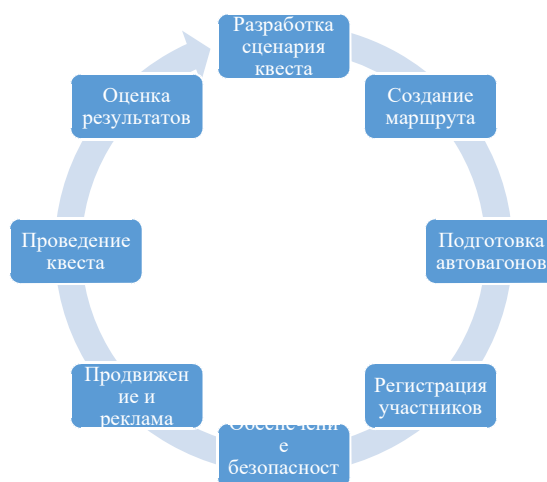 Разработка
сценария
квеста
Создание
маршрута
Подготовка
автовагонов
Регистрация
участников
Обеспечени
е
безопасност
Продвижен
ие и
реклама
Проведение
квеста
Оценка
результатов